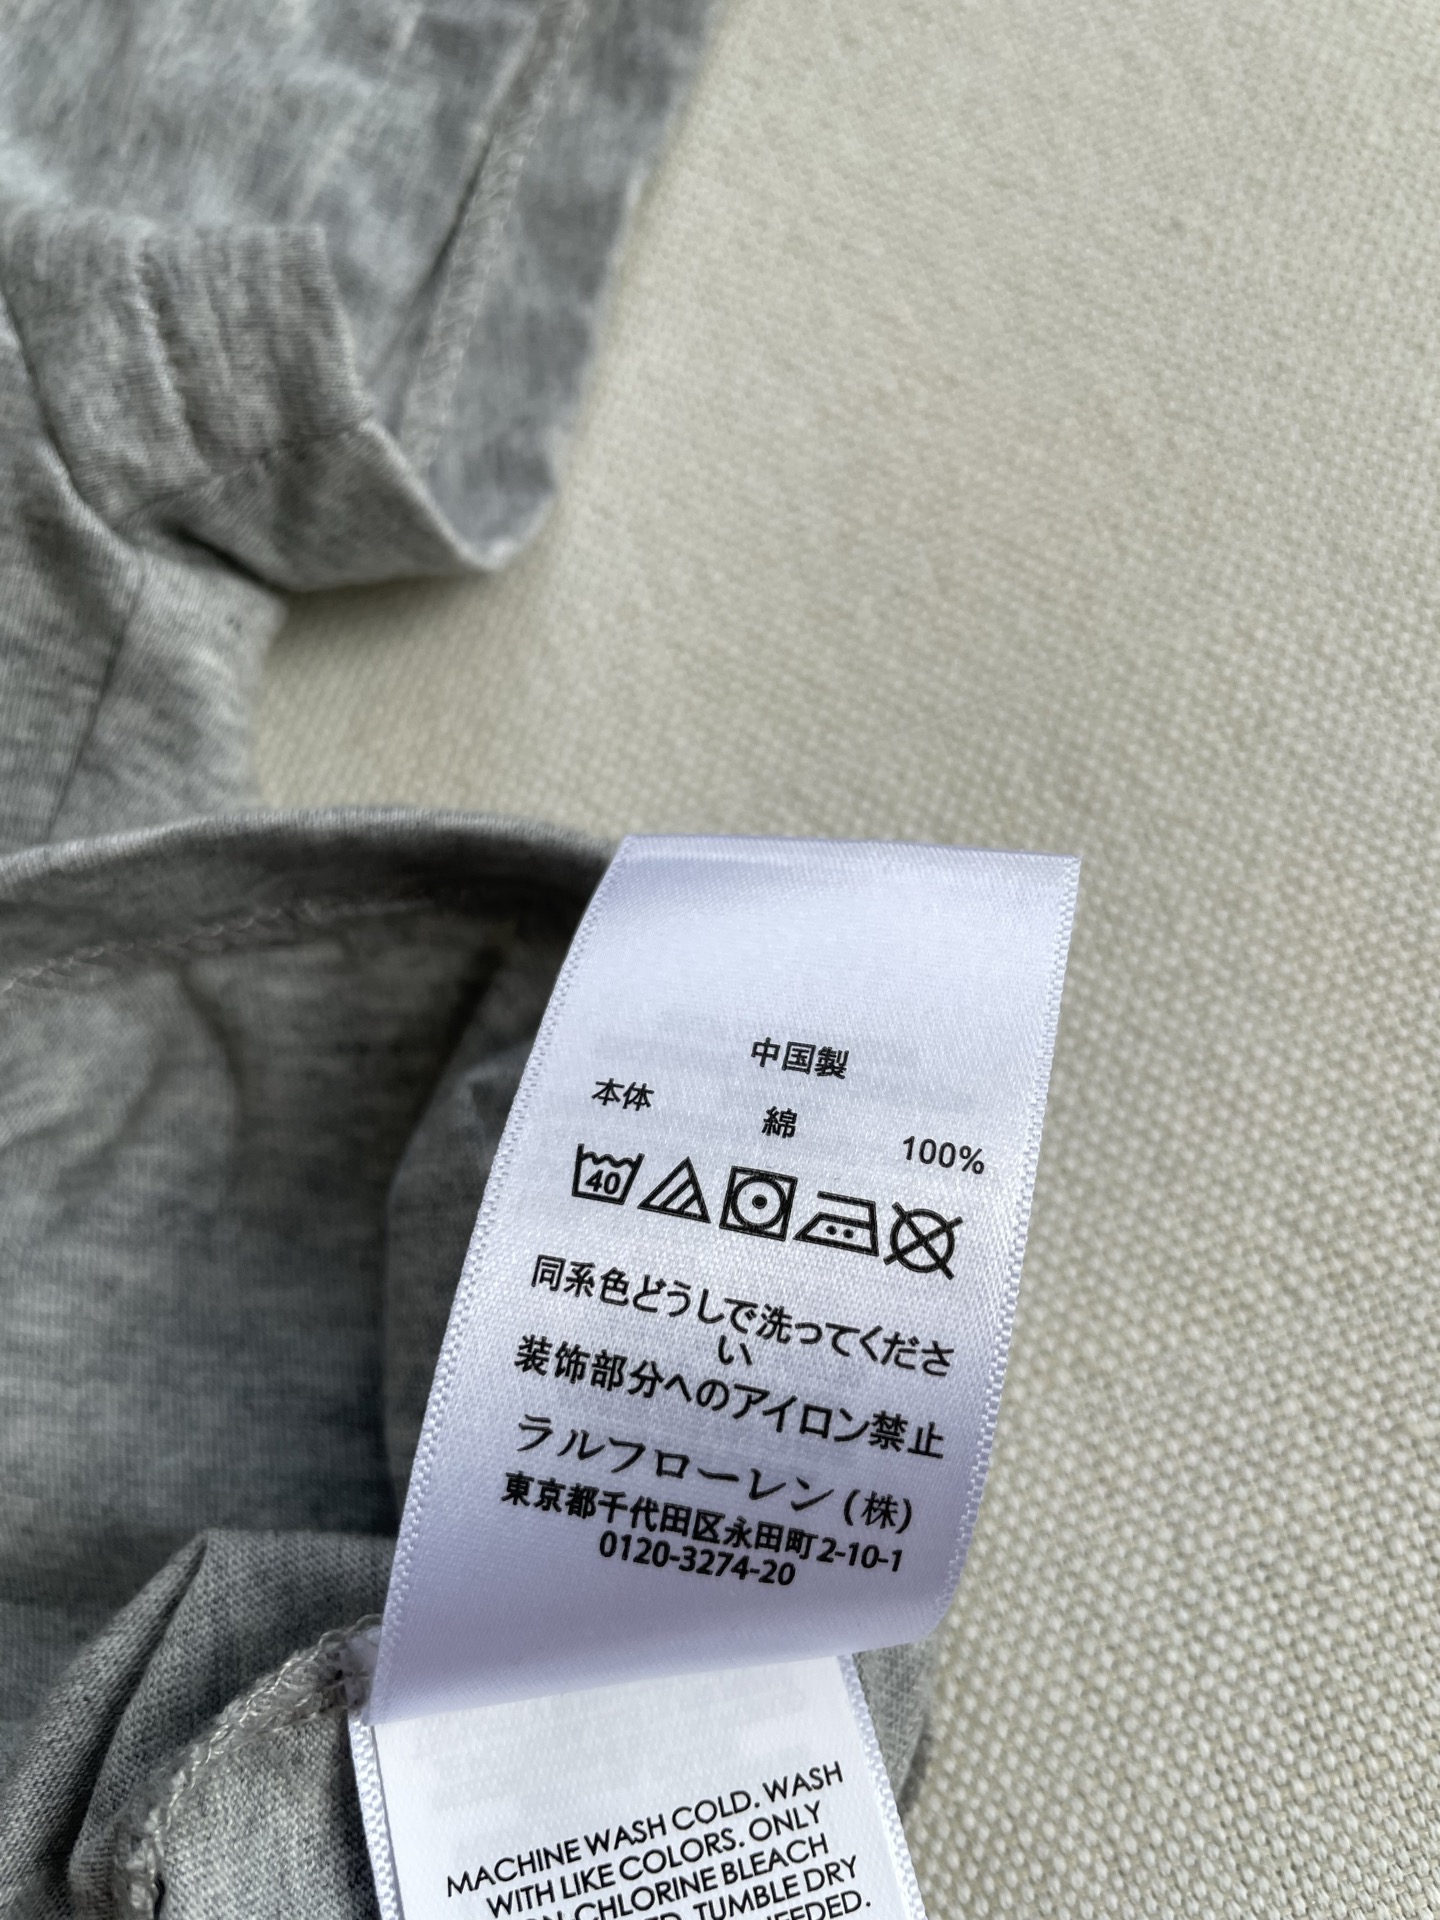 中国製
本体 綿 100%
40
同系色どうしで洗ってくださ
い
装飾部分へのアイロン禁止
ラルフローレン(株)
東京都千代田区永田町2-10-1
0120-3274-20
MACHINE WASH COLD. WASH
WITH LIKE COLORS. ONLY
CHLORINE BLEACH
TUMBLE DRY